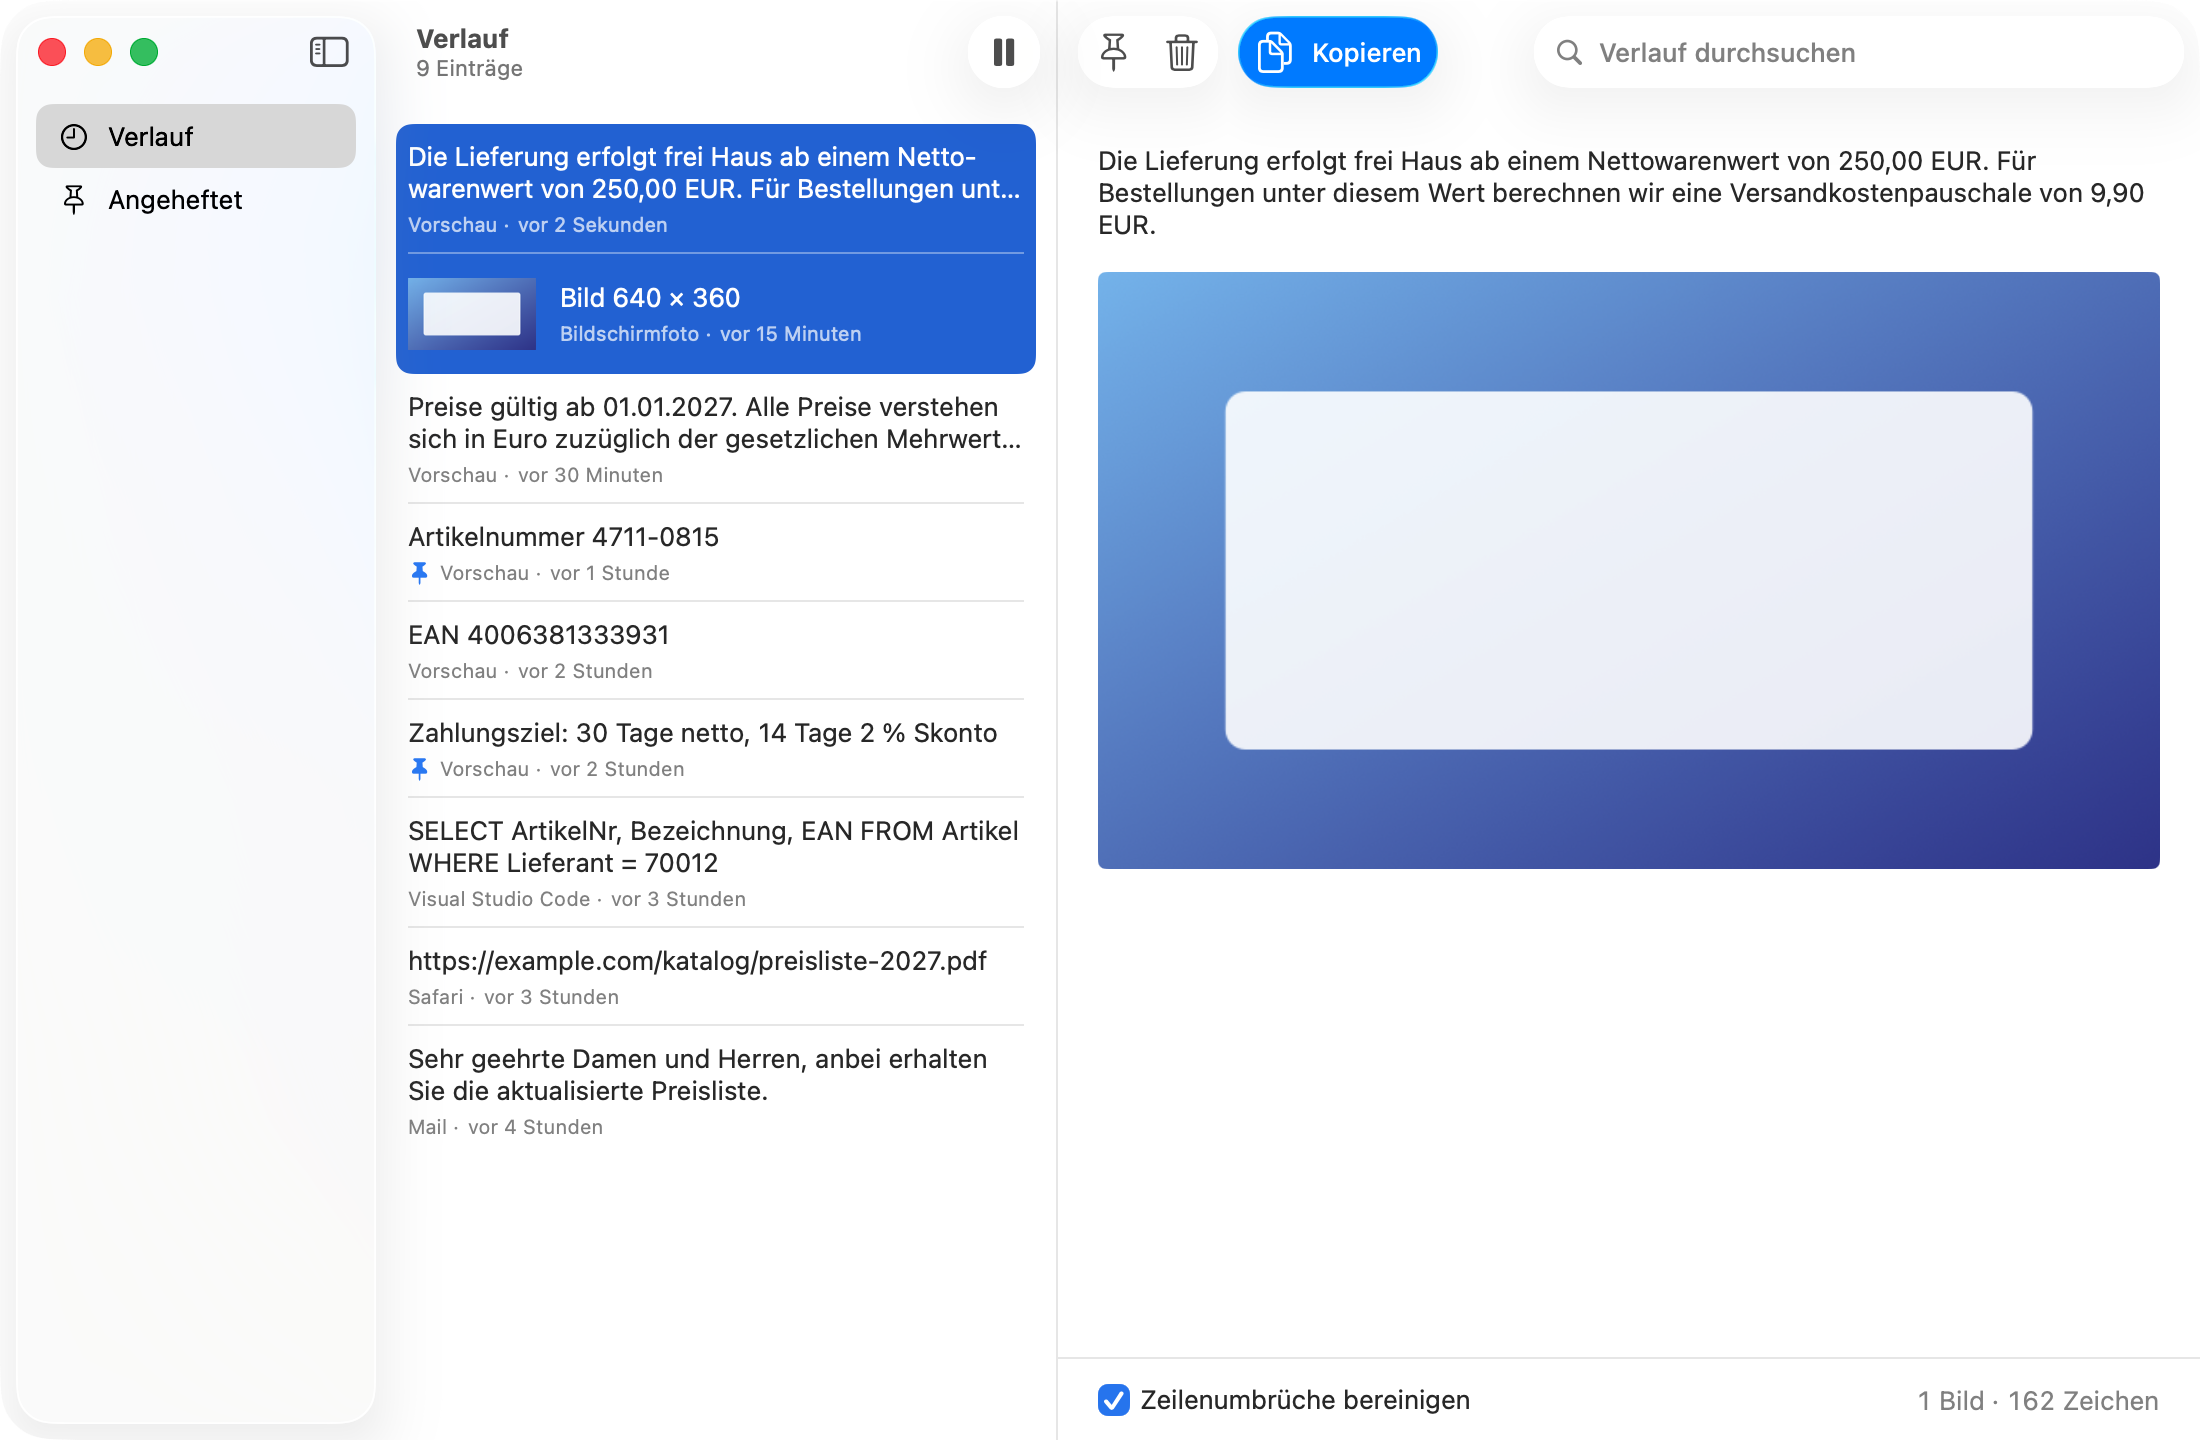 Verlauf
9 Einträge
Kopieren
Verlauf durchsuchen
Verlauf
Angeheftet
Die Lieferung erfolgt frei Haus ab einem Netto-
warenwert von 250,00 EUR. Für Bestellungen unt...
Vorschau · vor 2 Sekunden
Bild 640 × 360
Bildschirmfoto · vor 15 Minuten
Preise gültig ab 01.01.2027. Alle Preise verstehen
sich in Euro zuzüglich der gesetzlichen Mehrwert...
Vorschau · vor 30 Minuten
Artikelnummer 4711-0815
Vorschau · vor 1 Stunde
EAN 4006381333931
Vorschau · vor 2 Stunden
Zahlungsziel: 30 Tage netto, 14 Tage 2 % Skonto
Vorschau · vor 2 Stunden
SELECT ArtikelNr, Bezeichnung, EAN FROM Artikel
WHERE Lieferant = 70012
Visual Studio Code · vor 3 Stunden
https://example.com/katalog/preisliste-2027.pdf
Safari · vor 3 Stunden
Sehr geehrte Damen und Herren, anbei erhalten
Sie die aktualisierte Preisliste.
Mail · vor 4 Stunden
Die Lieferung erfolgt frei Haus ab einem Nettowarenwert von 250,00 EUR. Für
Bestellungen unter diesem Wert berechnen wir eine Versandkostenpauschale von 9,90
EUR.
Zeilenumbrüche bereinigen
1 Bild · 162 Zeichen